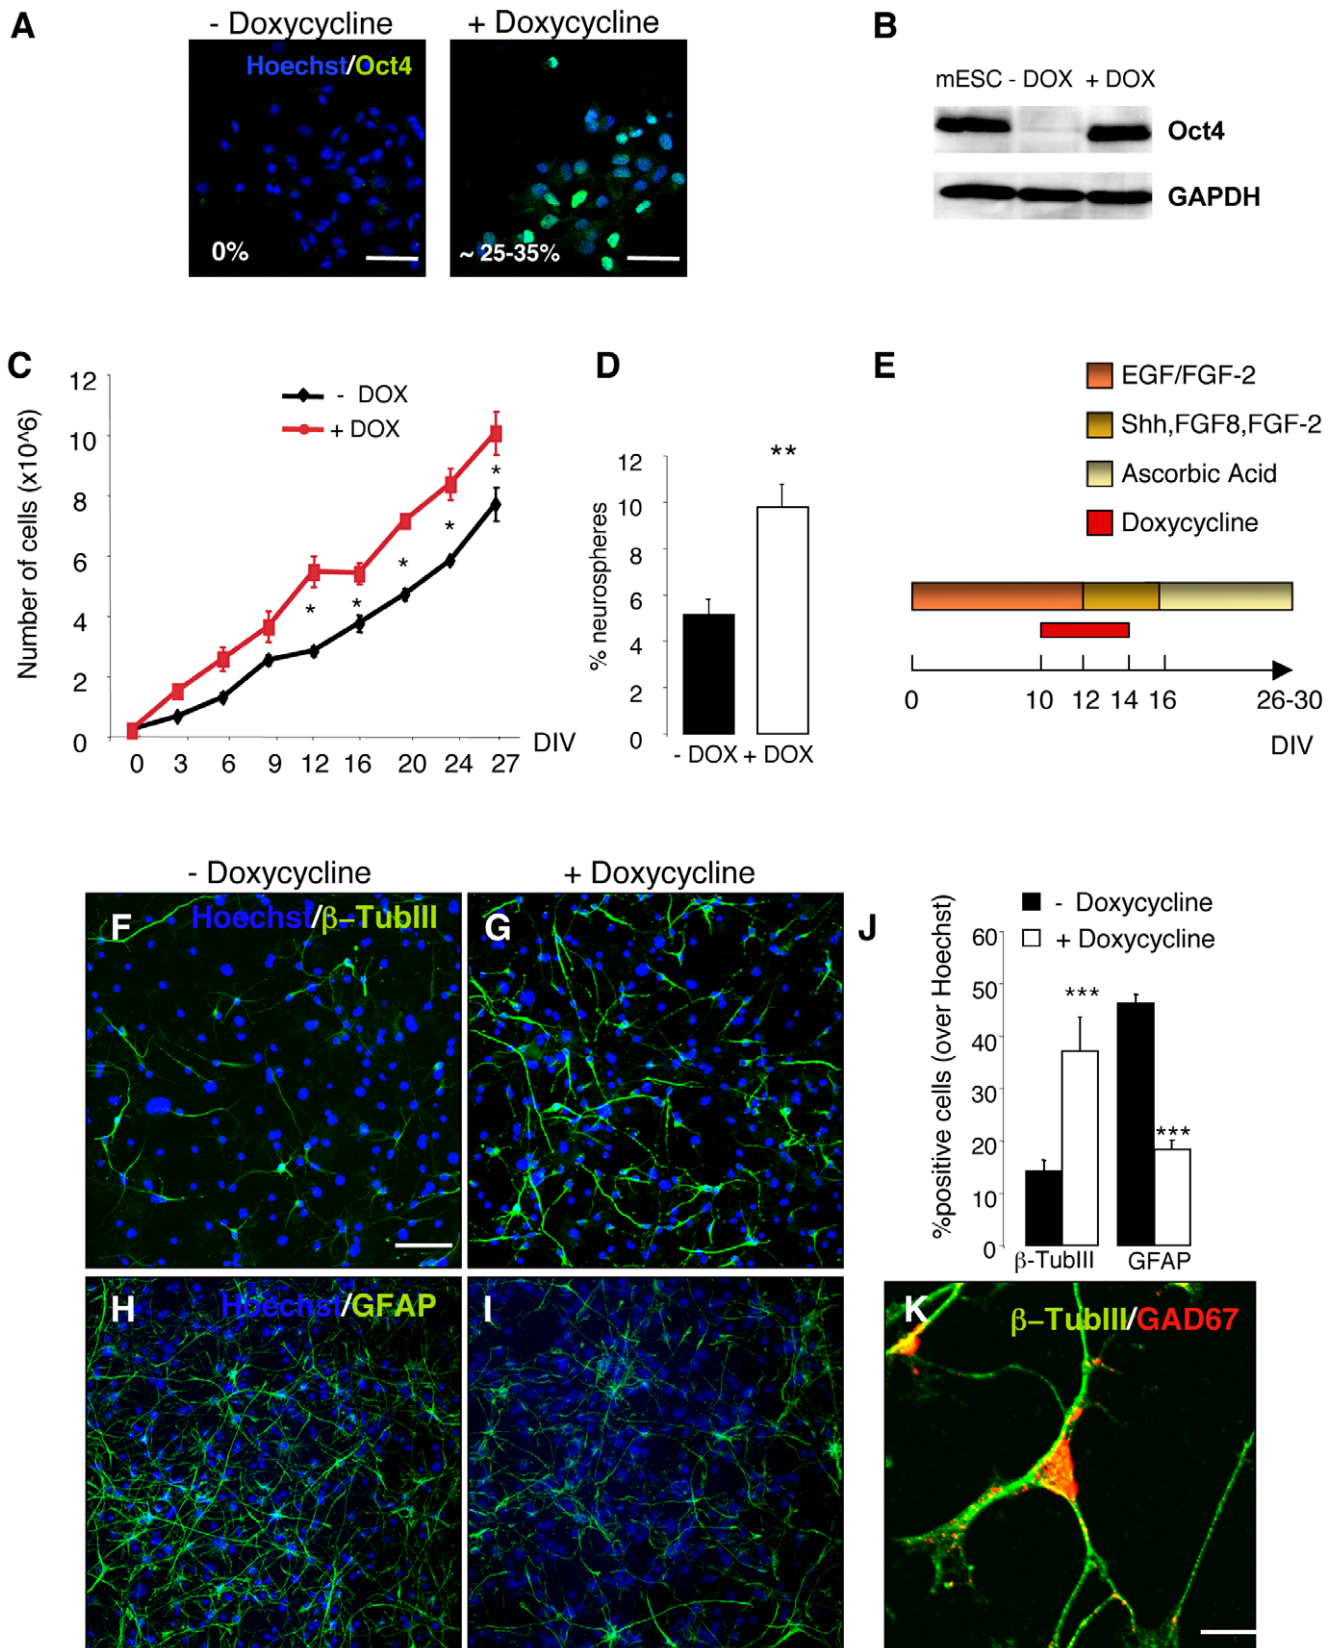 A
- Doxycycline
+ Doxycycline
Hoechst/Oct4
0%
~ 25-35%
B
mESC - DOX + DOX
Oct4
GAPDH
C
Number of cells (x10^6)
12
10
8
6
4
2
0
- DOX
+ DOX
*
*
*
*
*
0 3 6 9 12 16 20 24 27
DIV
D
% neurospheres
12
10
8
6
4
2
0
**
- DOX + DOX
E
EGF/FGF-2
Shh,FGF8,FGF-2
Ascorbic Acid
Doxycycline
0 10 12 14 16 26-30
DIV
- Doxycycline
+ Doxycycline
F
Hoechst/β–TubIII
G
H
Hoechst/GFAP
I
J
- Doxycycline
+ Doxycycline
%positive cells (over Hoechst)
60
50
40
30
20
10
0
***
***
β-TubIII GFAP
K
β–TubIII/GAD67